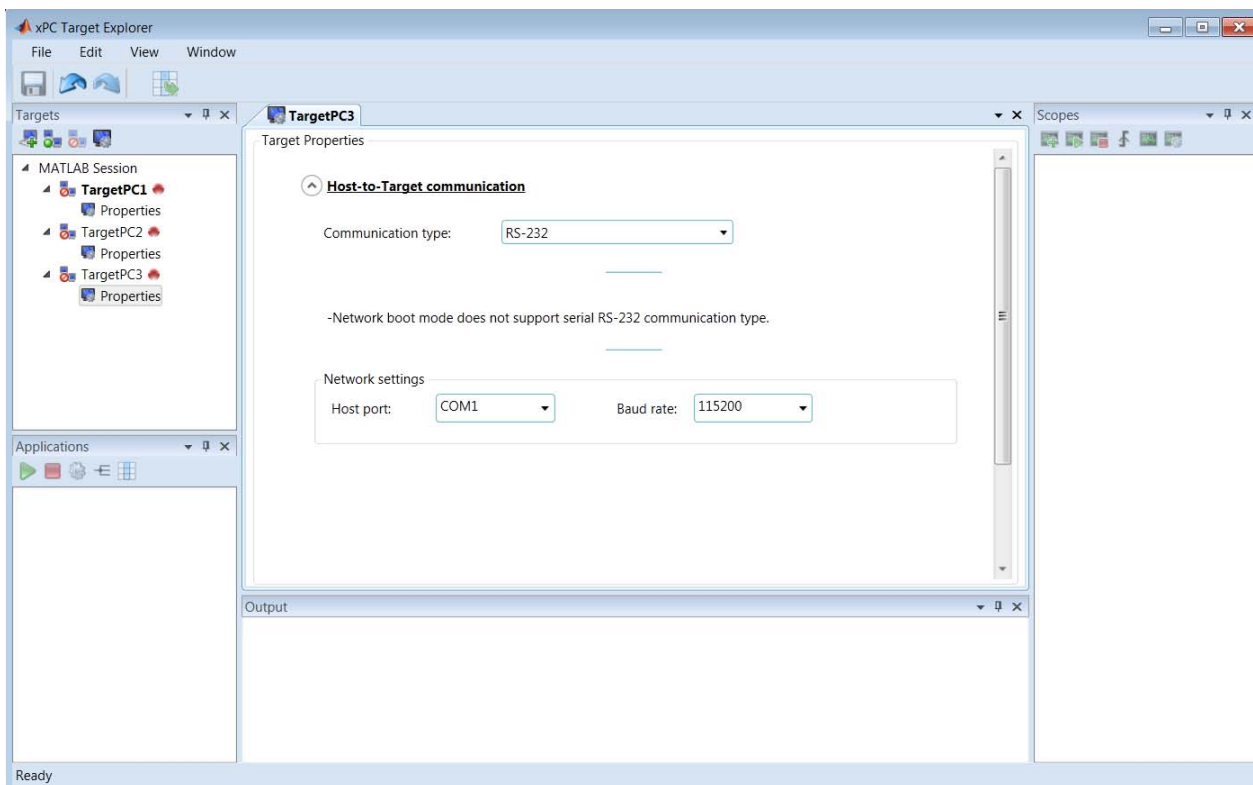 xPC Target Explorer
File Edit View Window
Targets
MATLAB Session
TargetPC1
Properties
TargetPC2
Properties
TargetPC3
Properties
Applications
TargetPC3
Target Properties
Host-to-Target communication
Communication type: RS-232
-Network boot mode does not support serial RS-232 communication type.
Network settings
Host port: COM1 Baud rate: 115200
Output
Scopes
Ready